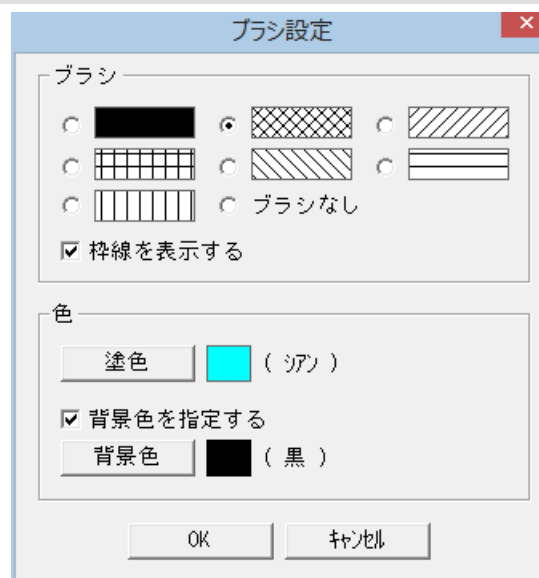 ブラシ設定
ブラシ
ブラシなし
枠線を表示する
色
塗色 ( ｼｱﾝ )
背景色を指定する
背景色 ( 黒 )
OK ｷｬﾝｾﾙ